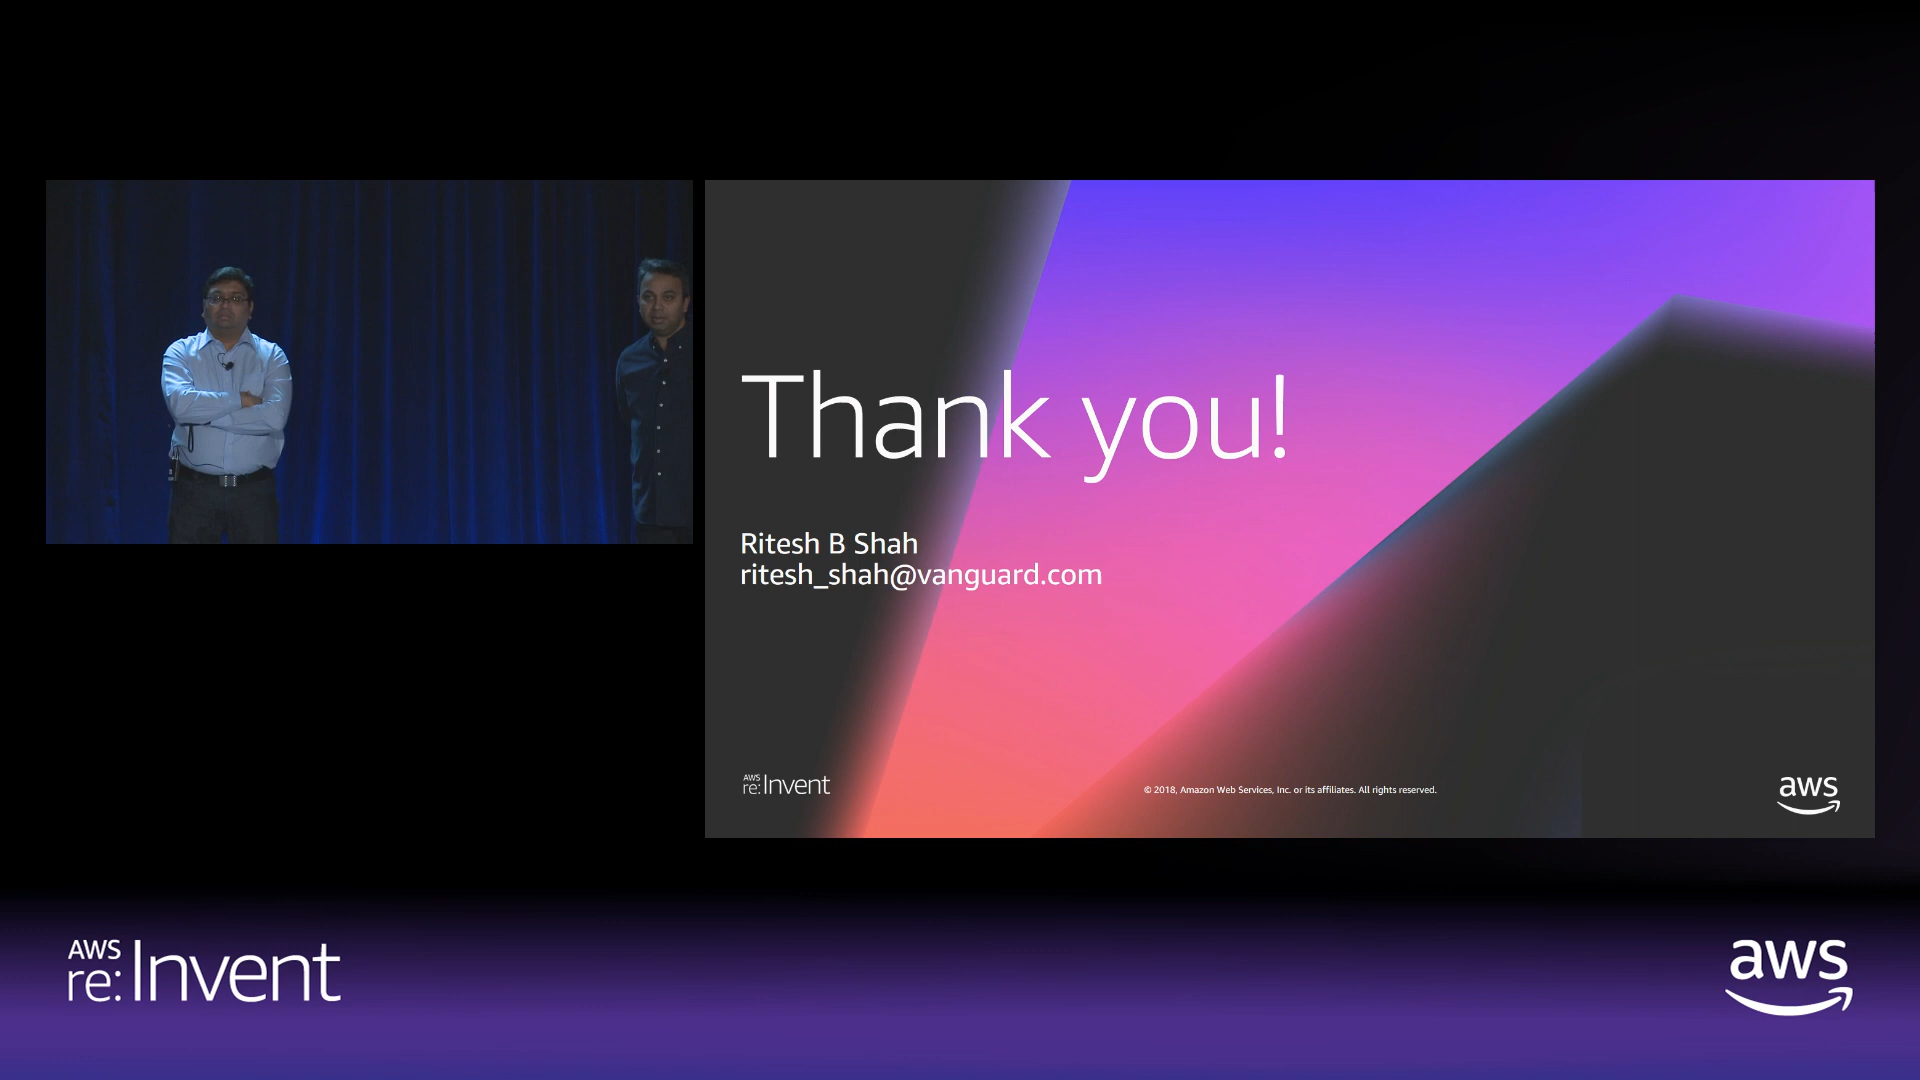 Thank you!
Ritesh B Shah
ritesh_shah@vanguard.com
AWS
re:Invent
© 2018, Amazon Web Services, Inc. or its affiliates. All rights reserved.
aws
AWS
re:Invent
aws